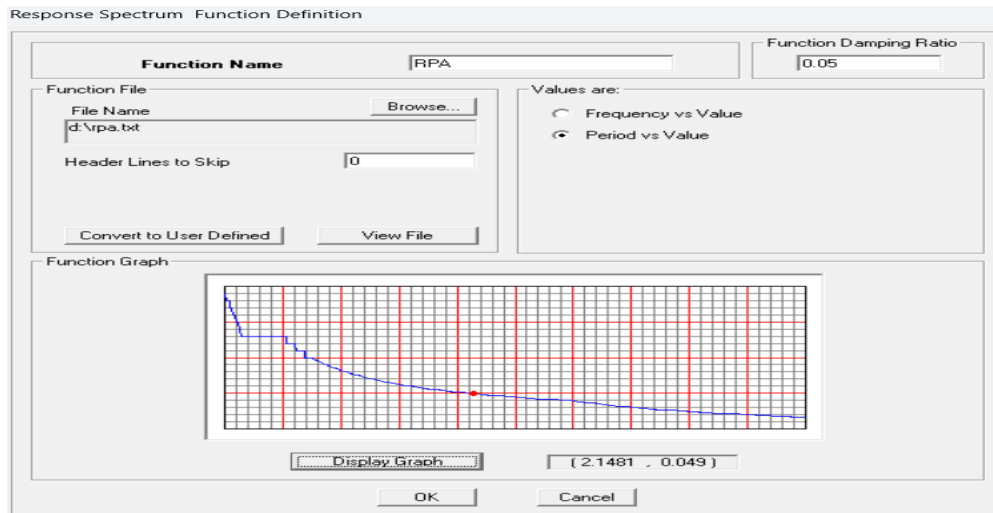 Response Spectrum Function Definition
Function Name
RPA
Function Damping Ratio
0.05
Function File
File Name
Browse...
d:\rpa.txt
Header Lines to Skip
0
Convert to User Defined
View File
Values are:
Frequency vs Value
Period vs Value
Function Graph
Display Graph
( 2.1481 , 0.049 )
OK
Cancel